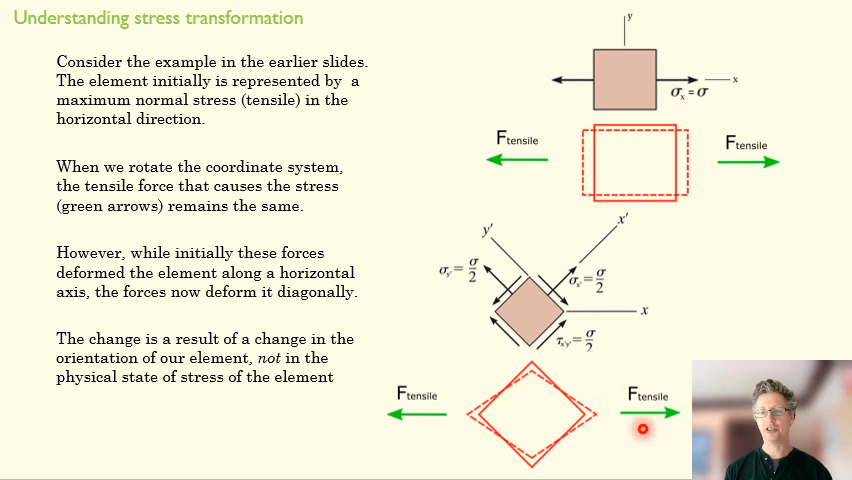 Understanding stress transformation
Consider the example in the earlier slides.
The element initially is represented by a
maximum normal stress (tensile) in the
horizontal direction.
When we rotate the coordinate system,
the tensile force that causes the stress
(green arrows) remains the same.
However, while initially these forces
deformed the element along a horizontal
axis, the forces now deform it diagonally.
The change is a result of a change in the
orientation of our element, not in the
physical state of stress of the element
y
x
σx = σ
Ftensile
Ftensile
y′
x′
σy′ = σ/2
σx′ = σ/2
x
τx′y′ = σ/2
Ftensile
Ftensile